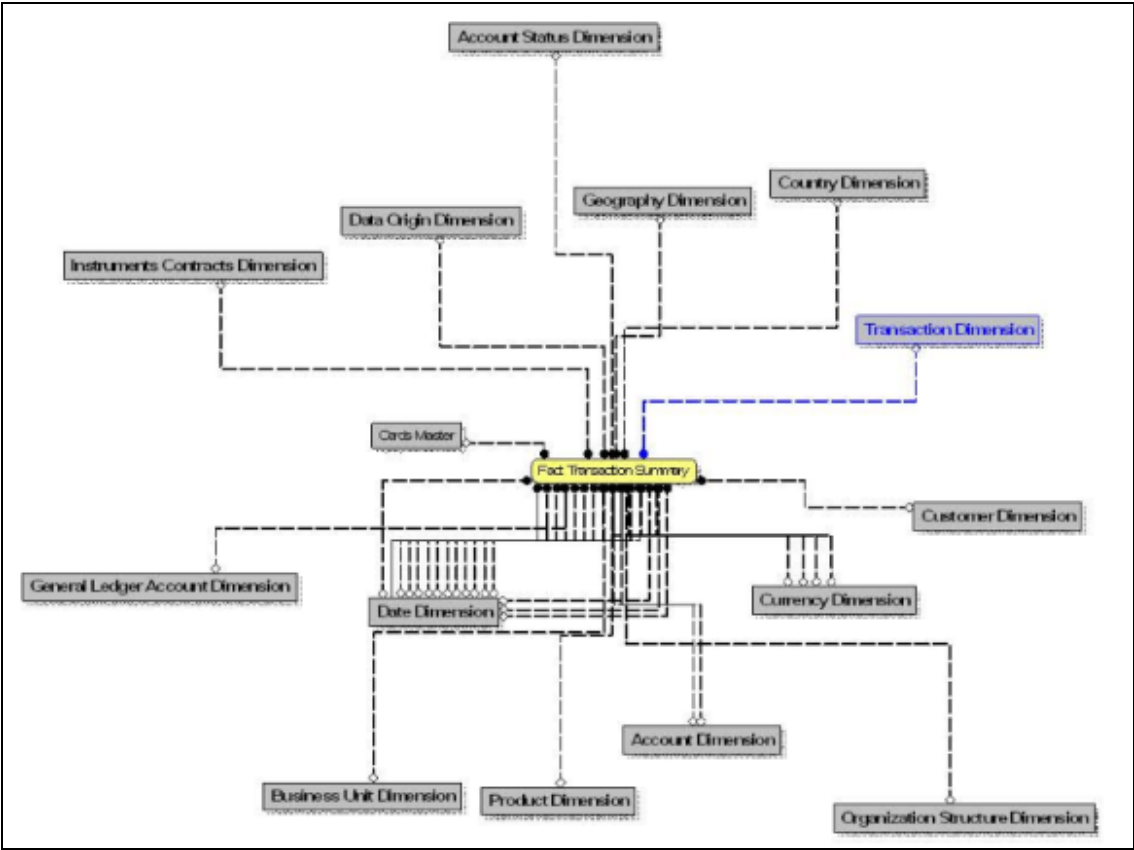 Account Status Dimension
Country Dimension
Geography Dimension
Data Origin Dimension
Instruments Contracts Dimension
Transaction Dimension
Cards Master
Fact Transaction Summary
Customer Dimension
General Ledger Account Dimension
Date Dimension
Currency Dimension
Account Dimension
Business Unit Dimension
Product Dimension
Organization Structure Dimension